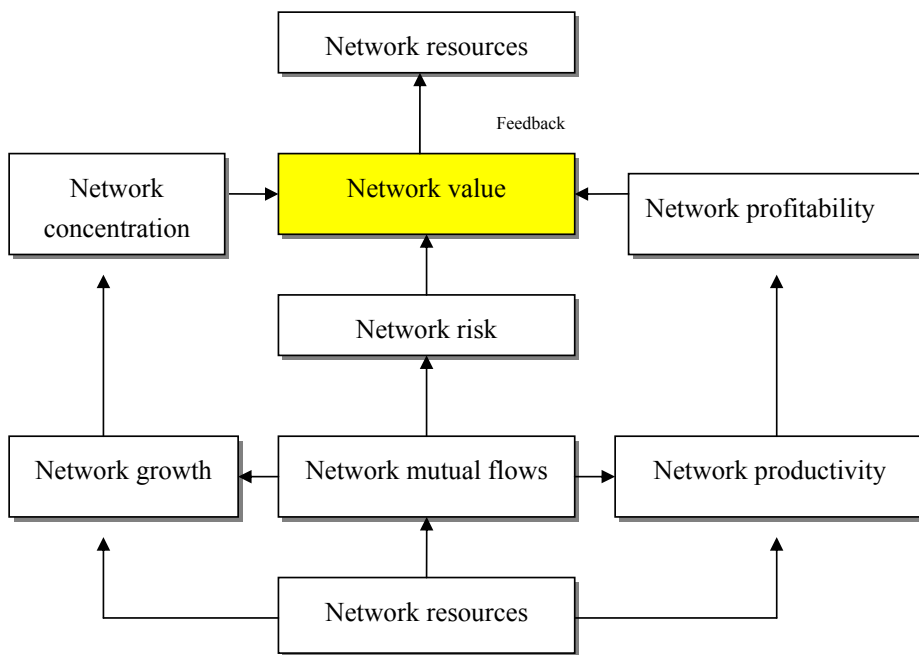 Network resources
Feedback
Network
concentration
Network value
Network profitability
Network risk
Network growth
Network mutual flows
Network productivity
Network resources